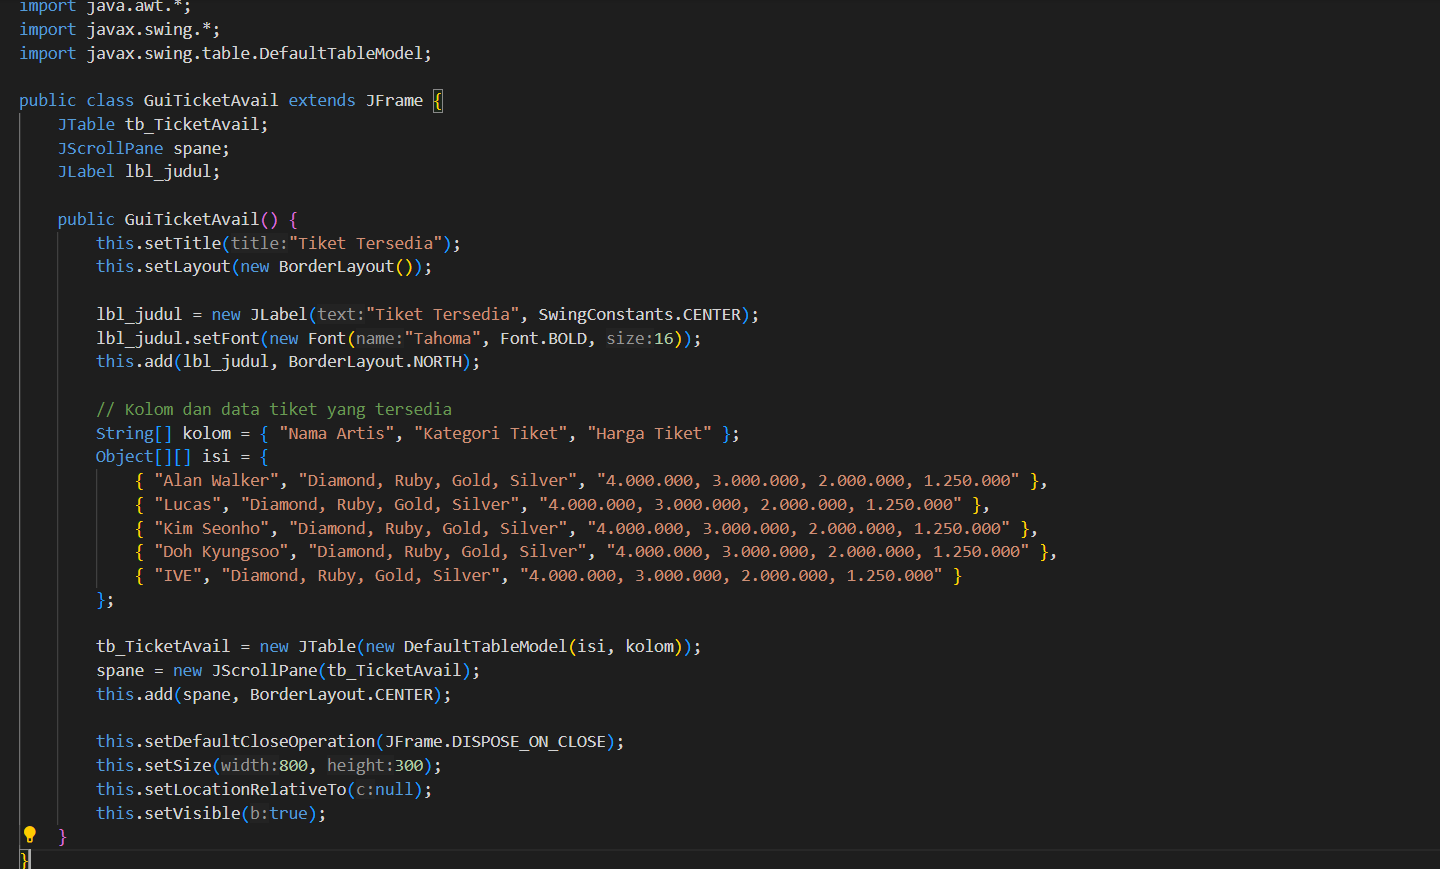 import java.awt.*;
import javax.swing.*;
import javax.swing.table.DefaultTableModel;

public class GuiTicketAvail extends JFrame {
    JTable tb_TicketAvail;
    JScrollPane spane;
    JLabel lbl_judul;

    public GuiTicketAvail() {
        this.setTitle(title:"Tiket Tersedia");
        this.setLayout(new BorderLayout());

        lbl_judul = new JLabel(text:"Tiket Tersedia", SwingConstants.CENTER);
        lbl_judul.setFont(new Font(name:"Tahoma", Font.BOLD, size:16));
        this.add(lbl_judul, BorderLayout.NORTH);

        // Kolom dan data tiket yang tersedia
        String[] kolom = { "Nama Artis", "Kategori Tiket", "Harga Tiket" };
        Object[][] isi = {
            { "Alan Walker", "Diamond, Ruby, Gold, Silver", "4.000.000, 3.000.000, 2.000.000, 1.250.000" },
            { "Lucas", "Diamond, Ruby, Gold, Silver", "4.000.000, 3.000.000, 2.000.000, 1.250.000" },
            { "Kim Seonho", "Diamond, Ruby, Gold, Silver", "4.000.000, 3.000.000, 2.000.000, 1.250.000" },
            { "Doh Kyungsoo", "Diamond, Ruby, Gold, Silver", "4.000.000, 3.000.000, 2.000.000, 1.250.000" },
            { "IVE", "Diamond, Ruby, Gold, Silver", "4.000.000, 3.000.000, 2.000.000, 1.250.000" }
        };

        tb_TicketAvail = new JTable(new DefaultTableModel(isi, kolom));
        spane = new JScrollPane(tb_TicketAvail);
        this.add(spane, BorderLayout.CENTER);

        this.setDefaultCloseOperation(JFrame.DISPOSE_ON_CLOSE);
        this.setSize(width:800, height:300);
        this.setLocationRelativeTo(c:null);
        this.setVisible(b:true);
    }
}